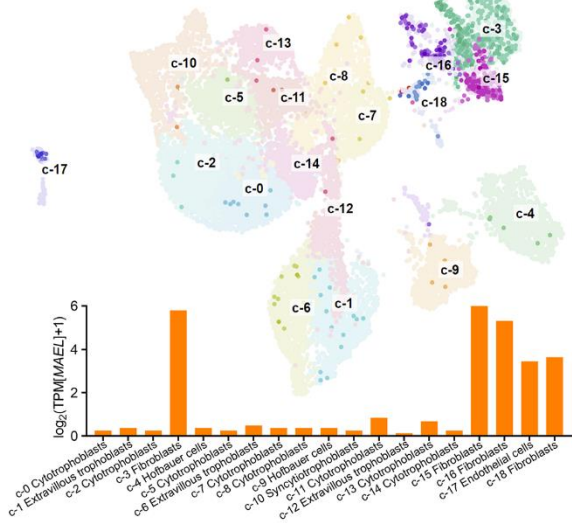 c-13
c-3
c-10
c-8
c-16
c-15
c-5
c-11
c-18
c-7
c-17
c-2
c-14
c-0
c-12
c-4
c-9
c-6
c-1
log2(TPM[MAEL]+1)
6
4
2
0
c-0 Cytotrophoblasts
c-1 Extravillous trophoblasts
c-2 Cytotrophoblasts
c-3 Fibroblasts
c-4 Hofbauer cells
c-5 Cytotrophoblasts
c-6 Extravillous trophoblasts
c-7 Cytotrophoblasts
c-8 Cytotrophoblasts
c-9 Hofbauer cells
c-10 Syncytiotrophoblasts
c-11 Cytotrophoblasts
c-12 Extravillous trophoblasts
c-13 Cytotrophoblasts
c-14 Cytotrophoblasts
c-15 Fibroblasts
c-16 Fibroblasts
c-17 Endothelial cells
c-18 Fibroblasts